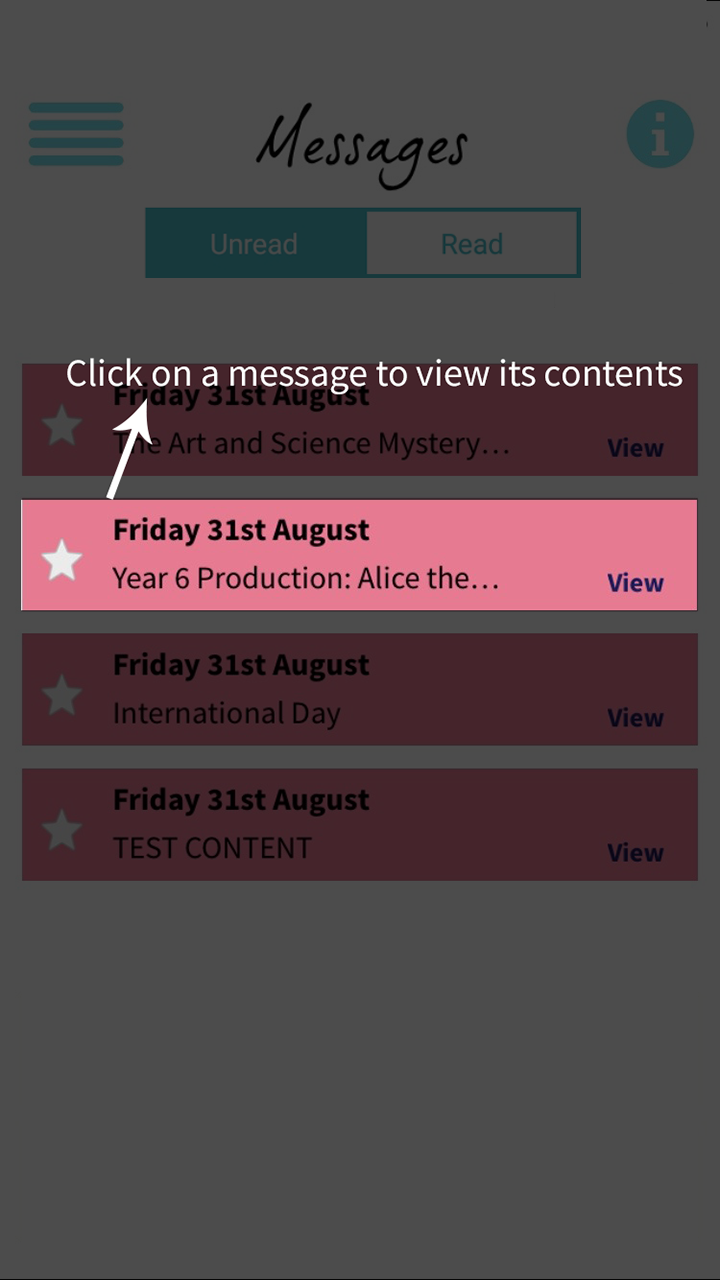 Messages
Unread
Read
Click on a message to view its contents
Friday 31st August
The Art and Science Mystery...
View
Friday 31st August
Year 6 Production: Alice the...
View
Friday 31st August
International Day
View
Friday 31st August
TEST CONTENT
View